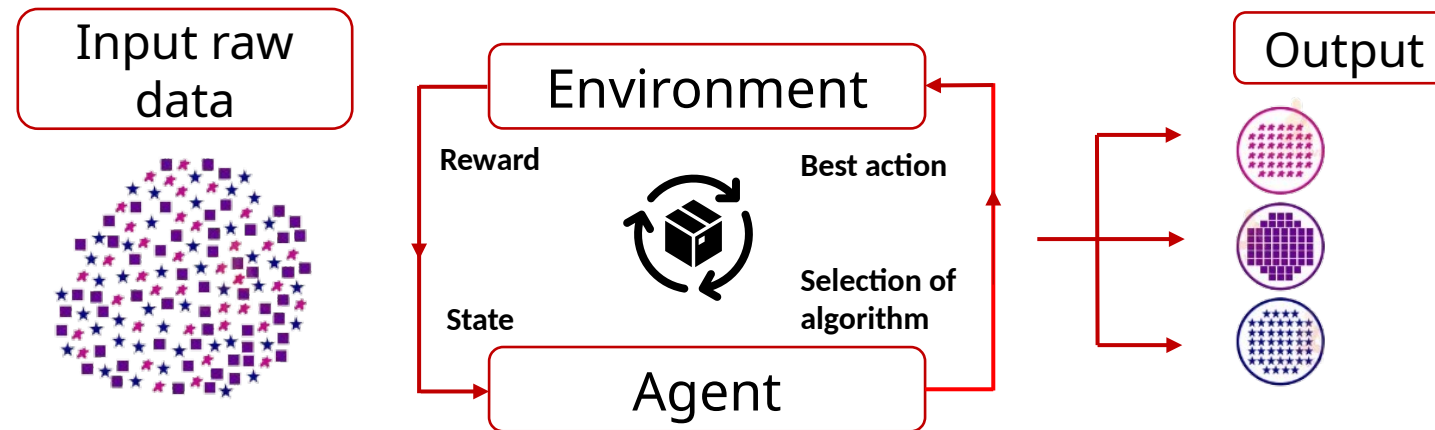 Input raw
data
Environment
Output
Reward
Best action
State
Selection of
algorithm
Agent